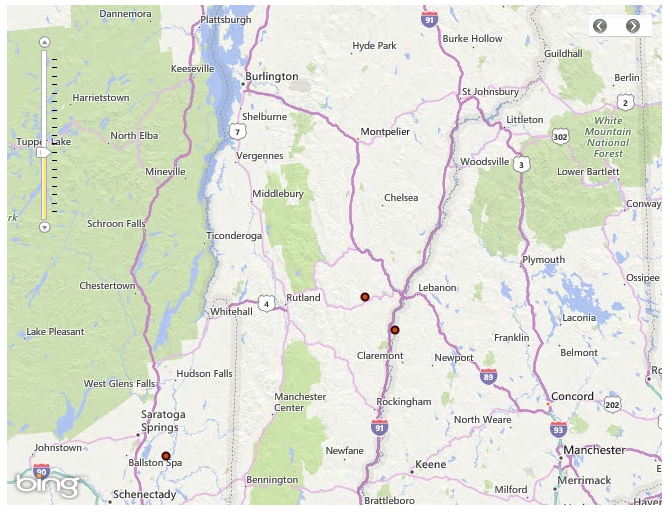 Dannemora
Plattsburgh
91
Burke Hollow
Hyde Park
Guildhall
Keeseville
Burlington
Berlin
Harrietstown
St Johnsbury
2
Shelburne
Littleton
White
Mountain
National
Forest
North Elba
7
Montpelier
302
Tupper Lake
Vergennes
Woodsville
3
Mineville
Lower Bartlett
Middlebury
Chelsea
Conway
rk
Schroon Falls
Ticonderoga
Plymouth
Ossipee
Chestertown
Lebanon
4
Rutland
Whitehall
Laconia
Lake Pleasant
Franklin
Claremont
Newport
Belmont
Hudson Falls
89
West Glens Falls
Manchester
Center
Rockingham
Concord
202
Saratoga
Springs
North Weare
91
93
Johnstown
Newfane
Manchester
Ballston Spa
Keene
90
bing
Bennington
Merrimack
Milford
Schenectady
Brattleboro
Haver